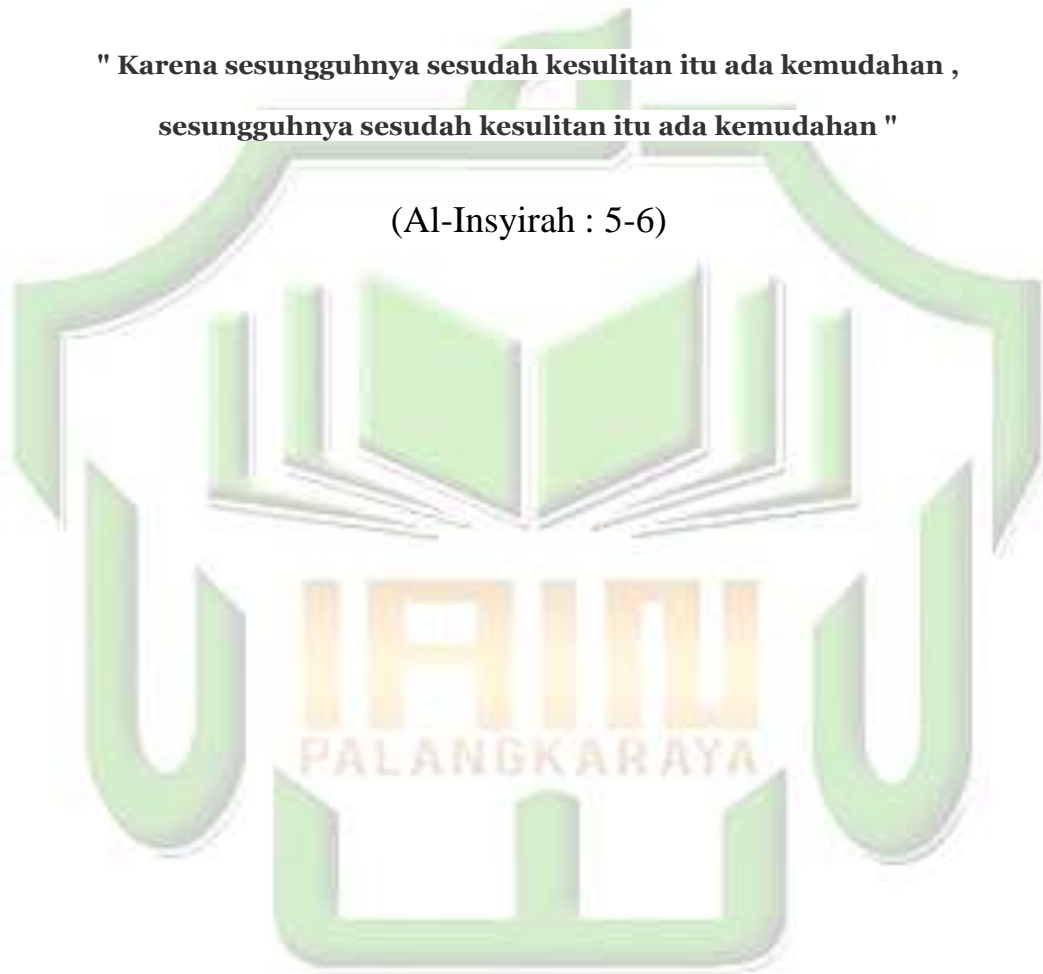 " Karena sesungguhnya sesudah kesulitan itu ada kemudahan ,
sesungguhnya sesudah kesulitan itu ada kemudahan "
(Al-Insyirah : 5-6)
IAIN
PALANGKARAYA